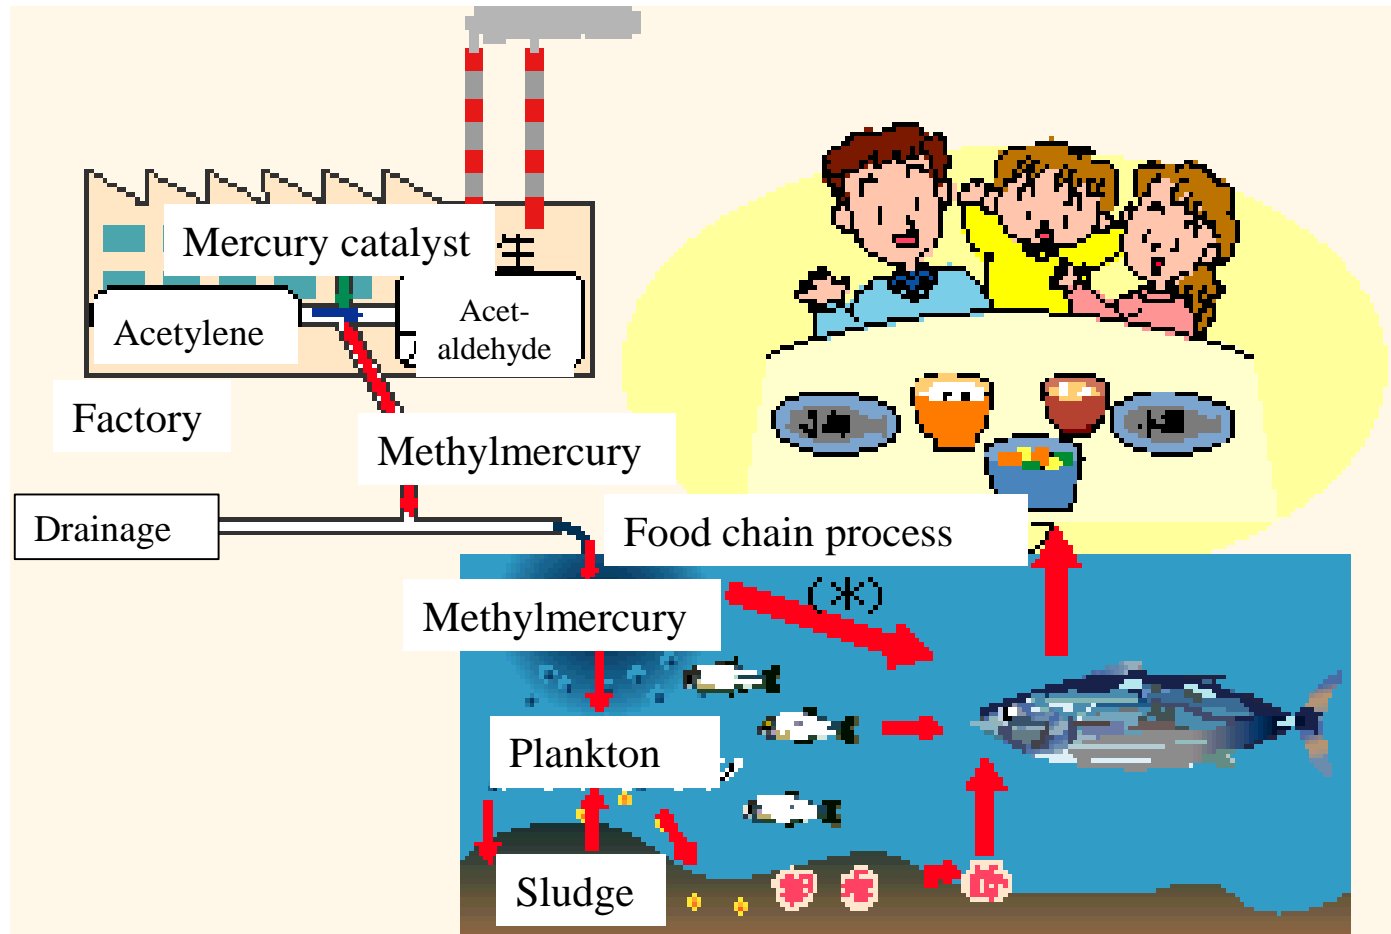 Mercury catalyst
Acetylene
Acet-
aldehyde
Factory
Methylmercury
Drainage
Food chain process
(*)
Methylmercury
Plankton
Sludge